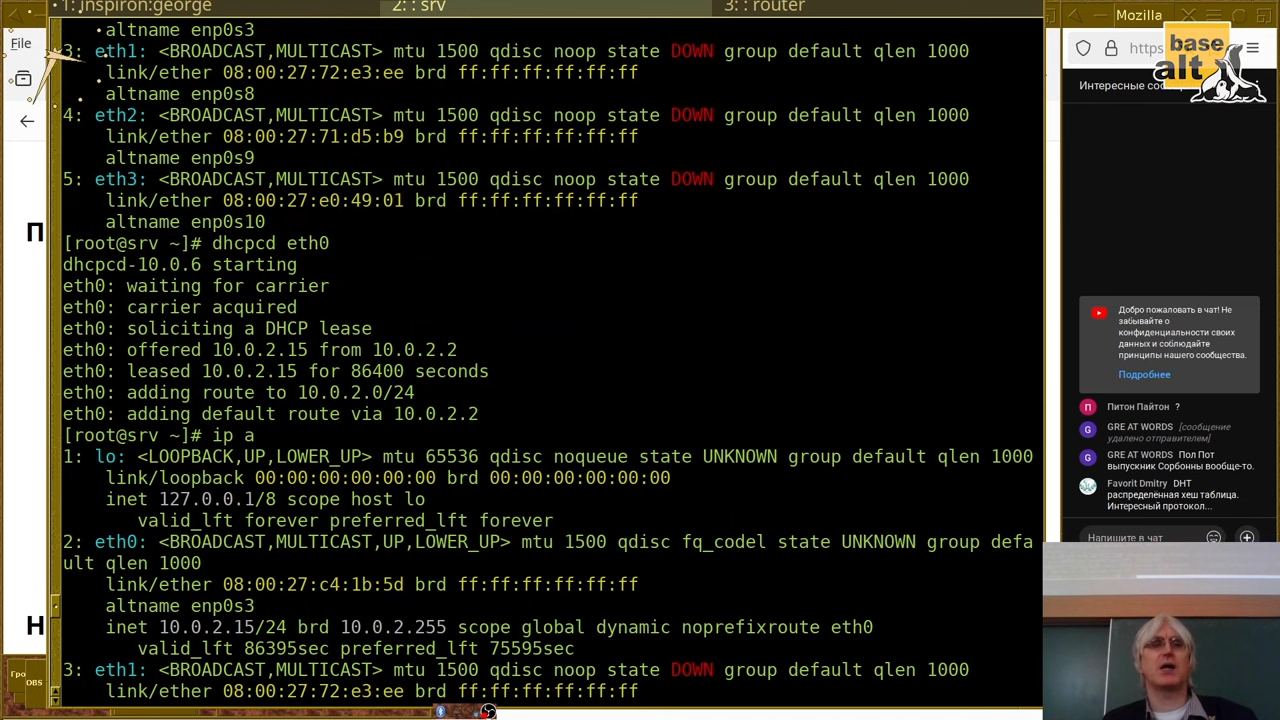 1: inspiron:george
2: : srv
3: : router
altname enp0s3
3: eth1: <BROADCAST,MULTICAST> mtu 1500 qdisc noop state DOWN group default qlen 1000
link/ether 08:00:27:72:e3:ee brd ff:ff:ff:ff:ff:ff
altname enp0s8
4: eth2: <BROADCAST,MULTICAST> mtu 1500 qdisc noop state DOWN group default qlen 1000
link/ether 08:00:27:71:d5:b9 brd ff:ff:ff:ff:ff:ff
altname enp0s9
5: eth3: <BROADCAST,MULTICAST> mtu 1500 qdisc noop state DOWN group default qlen 1000
link/ether 08:00:27:e0:49:01 brd ff:ff:ff:ff:ff:ff
altname enp0s10
[root@srv ~]# dhcpcd eth0
dhcpcd-10.0.6 starting
eth0: waiting for carrier
eth0: carrier acquired
eth0: soliciting a DHCP lease
eth0: offered 10.0.2.15 from 10.0.2.2
eth0: leased 10.0.2.15 for 86400 seconds
eth0: adding route to 10.0.2.0/24
eth0: adding default route via 10.0.2.2
[root@srv ~]# ip a
1: lo: <LOOPBACK,UP,LOWER_UP> mtu 65536 qdisc noqueue state UNKNOWN group default qlen 1000
link/loopback 00:00:00:00:00:00 brd 00:00:00:00:00:00
inet 127.0.0.1/8 scope host lo
valid_lft forever preferred_lft forever
2: eth0: <BROADCAST,MULTICAST,UP,LOWER_UP> mtu 1500 qdisc fq_codel state UNKNOWN group defa
ult qlen 1000
link/ether 08:00:27:c4:1b:5d brd ff:ff:ff:ff:ff:ff
altname enp0s3
inet 10.0.2.15/24 brd 10.0.2.255 scope global dynamic noprefixroute eth0
valid_lft 86395sec preferred_lft 75595sec
3: eth1: <BROADCAST,MULTICAST> mtu 1500 qdisc noop state DOWN group default qlen 1000
link/ether 08:00:27:72:e3:ee brd ff:ff:ff:ff:ff:ff
File
П
Н
Гро
OBS
Mozilla
https
base
alt
Интересные соо
Добро пожаловать в чат! Не
забывайте о
конфиденциальности своих
данных и соблюдайте
принципы нашего сообщества.
Подробнее
Питон Пайтон ?
GREAT WORDS [сообщение
удалено отправителем]
GREAT WORDS Пол Пот
выпускник Сорбонны вообще-то.
Favorit Dmitry DHT
распределённая хеш таблица.
Интересный протокол...
Напишите в чат